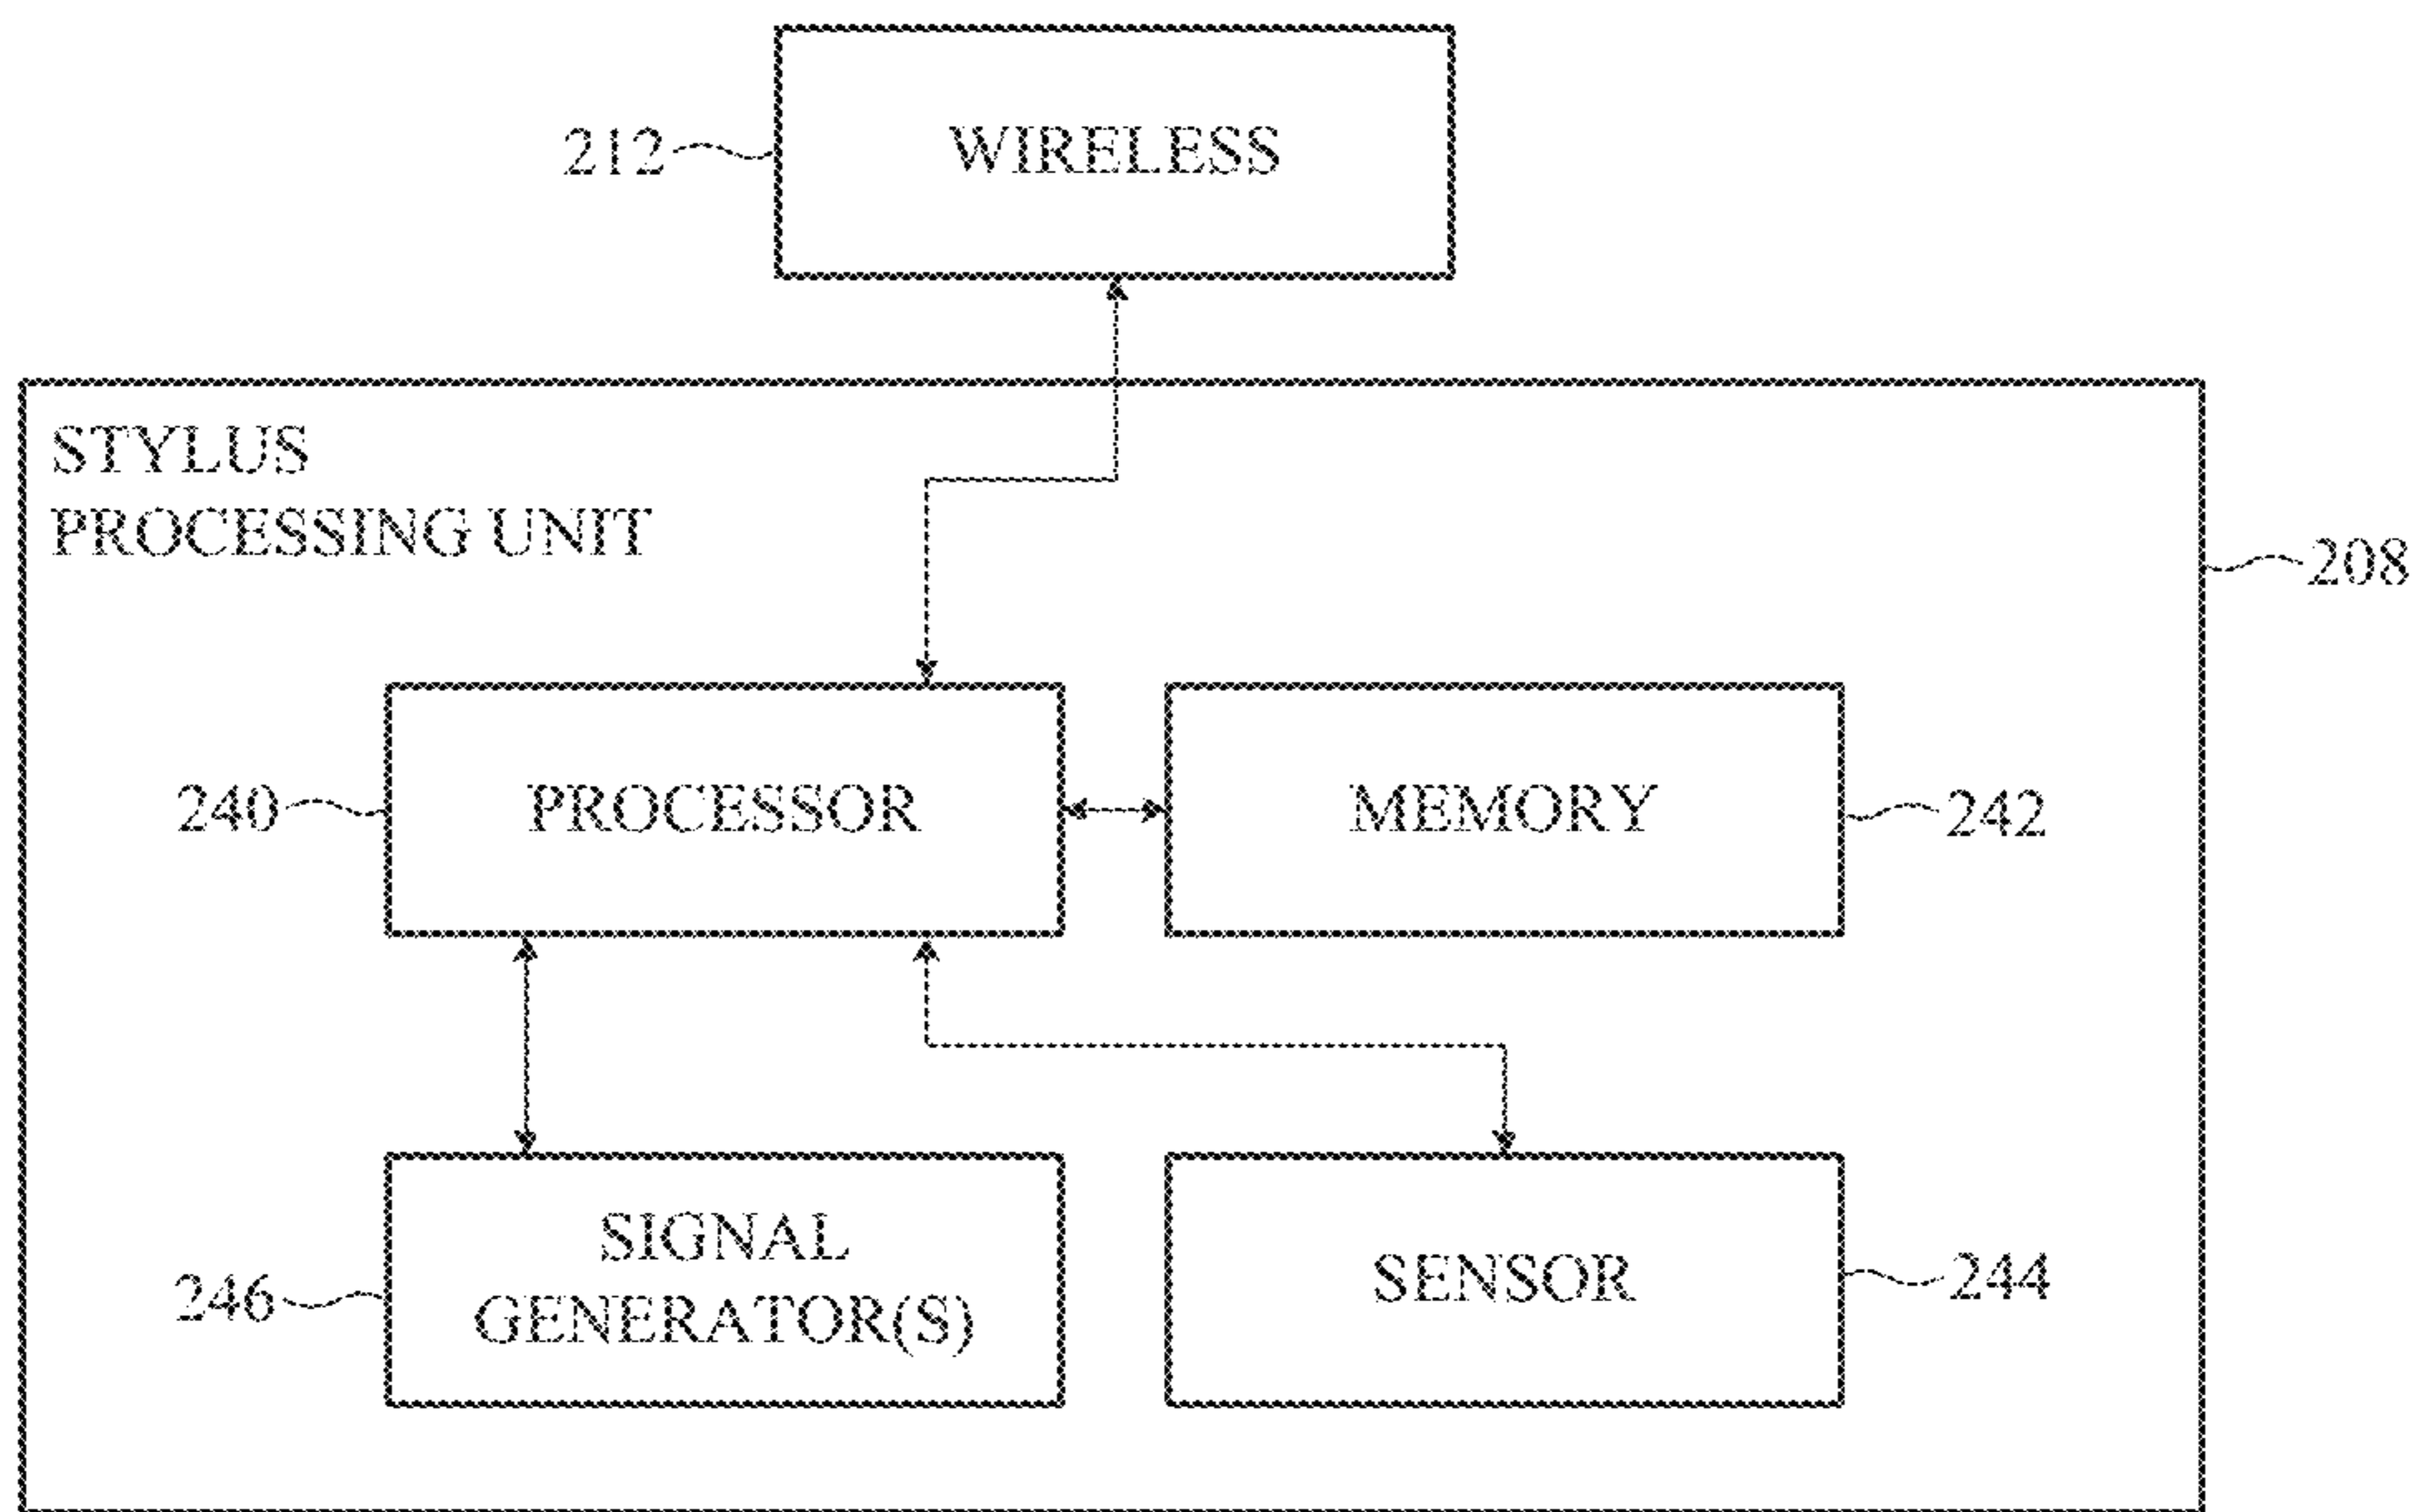 212
WIRELESS
STYLUS
PROCESSING UNIT
208
240
PROCESSOR
MEMORY
242
246
SIGNAL
GENERATOR(S)
SENSOR
244